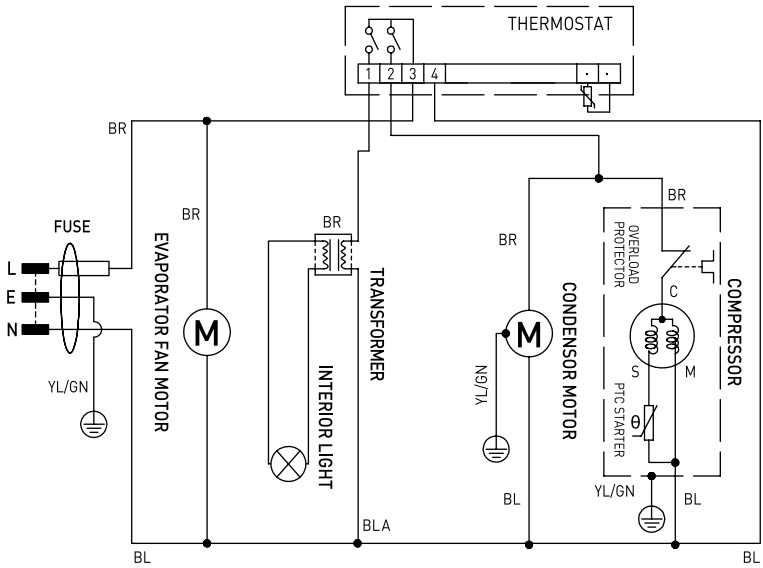 THERMOSTAT
1 2 3 4
BR
FUSE
L
E
N
YL/GN
EVAPORATOR FAN MOTOR
BR
M
BR
TRANSFORMER
INTERIOR LIGHT
BLA
BL
BR
M
YL/GN
CONDENSOR MOTOR
BL
BR
OVERLOAD
PROTECTOR
C
COMPRESSOR
S
M
PTC STARTER
θ
YL/GN
BL
BL